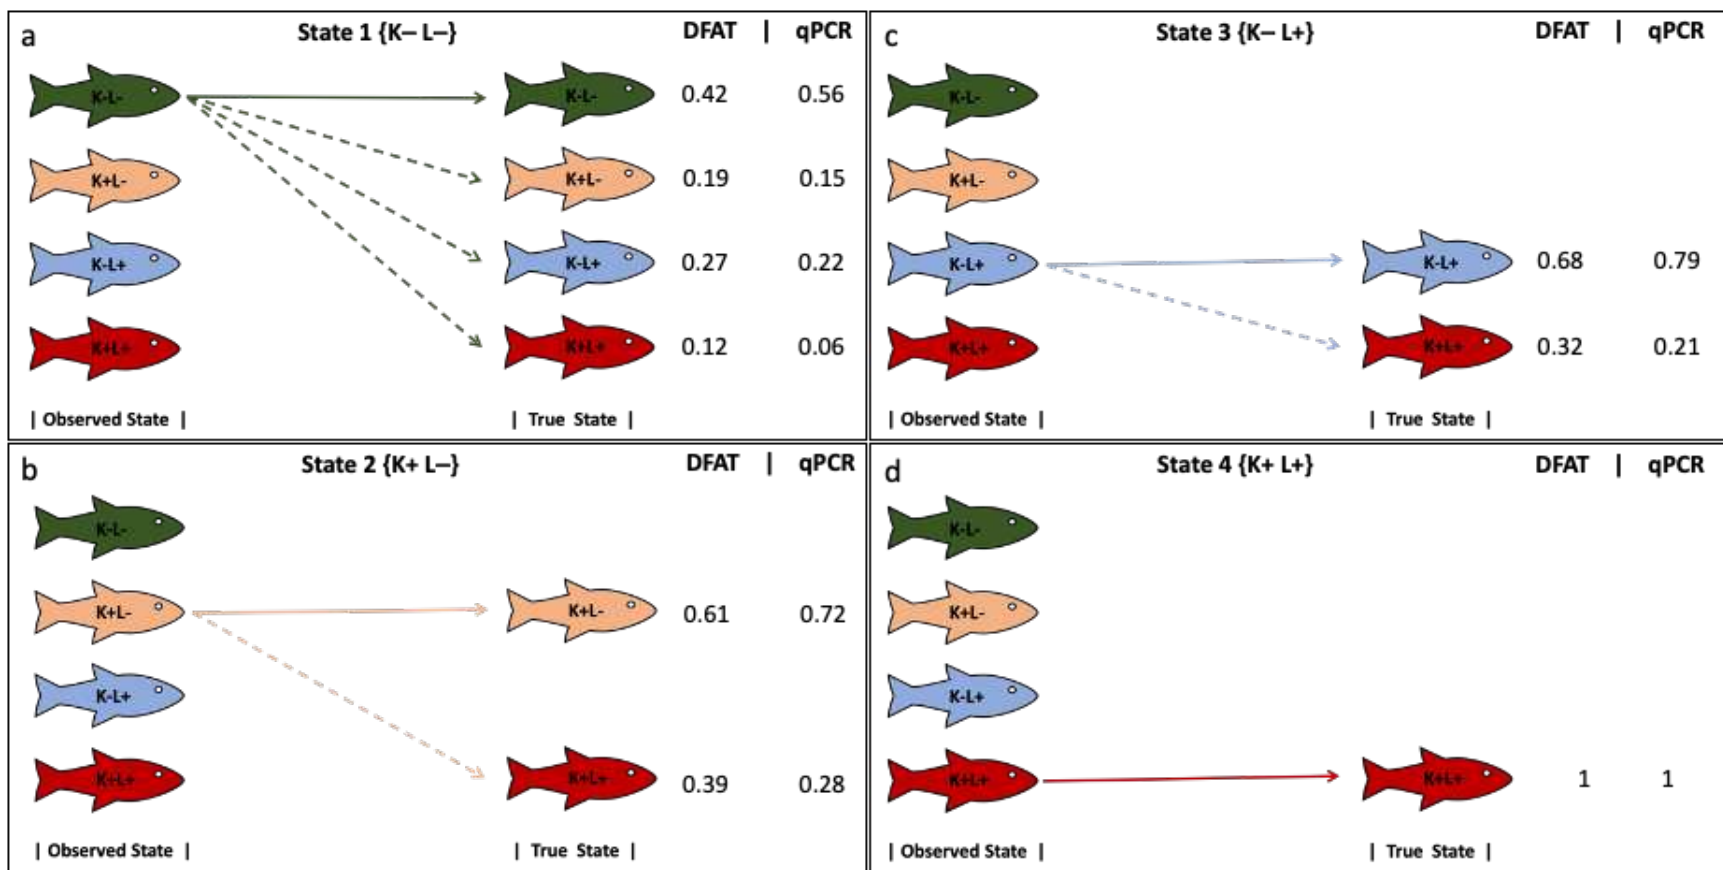 a State 1 {K– L–} DFAT | qPCR
K-L- K-L- 0.42 0.56
K+L- K+L- 0.19 0.15
K-L+ K-L+ 0.27 0.22
K+L+ K+L+ 0.12 0.06
| Observed State | | True State |
b State 2 {K+ L–} DFAT | qPCR
K-L-
K+L- K+L- 0.61 0.72
K-L+
K+L+ K+L+ 0.39 0.28
| Observed State | | True State |
c State 3 {K– L+} DFAT | qPCR
K-L-
K+L-
K-L+ K-L+ 0.68 0.79
K+L+ K+L+ 0.32 0.21
| Observed State | | True State |
d State 4 {K+ L+} DFAT | qPCR
K-L-
K+L-
K-L+
K+L+ K+L+ 1 1
| Observed State | | True State |